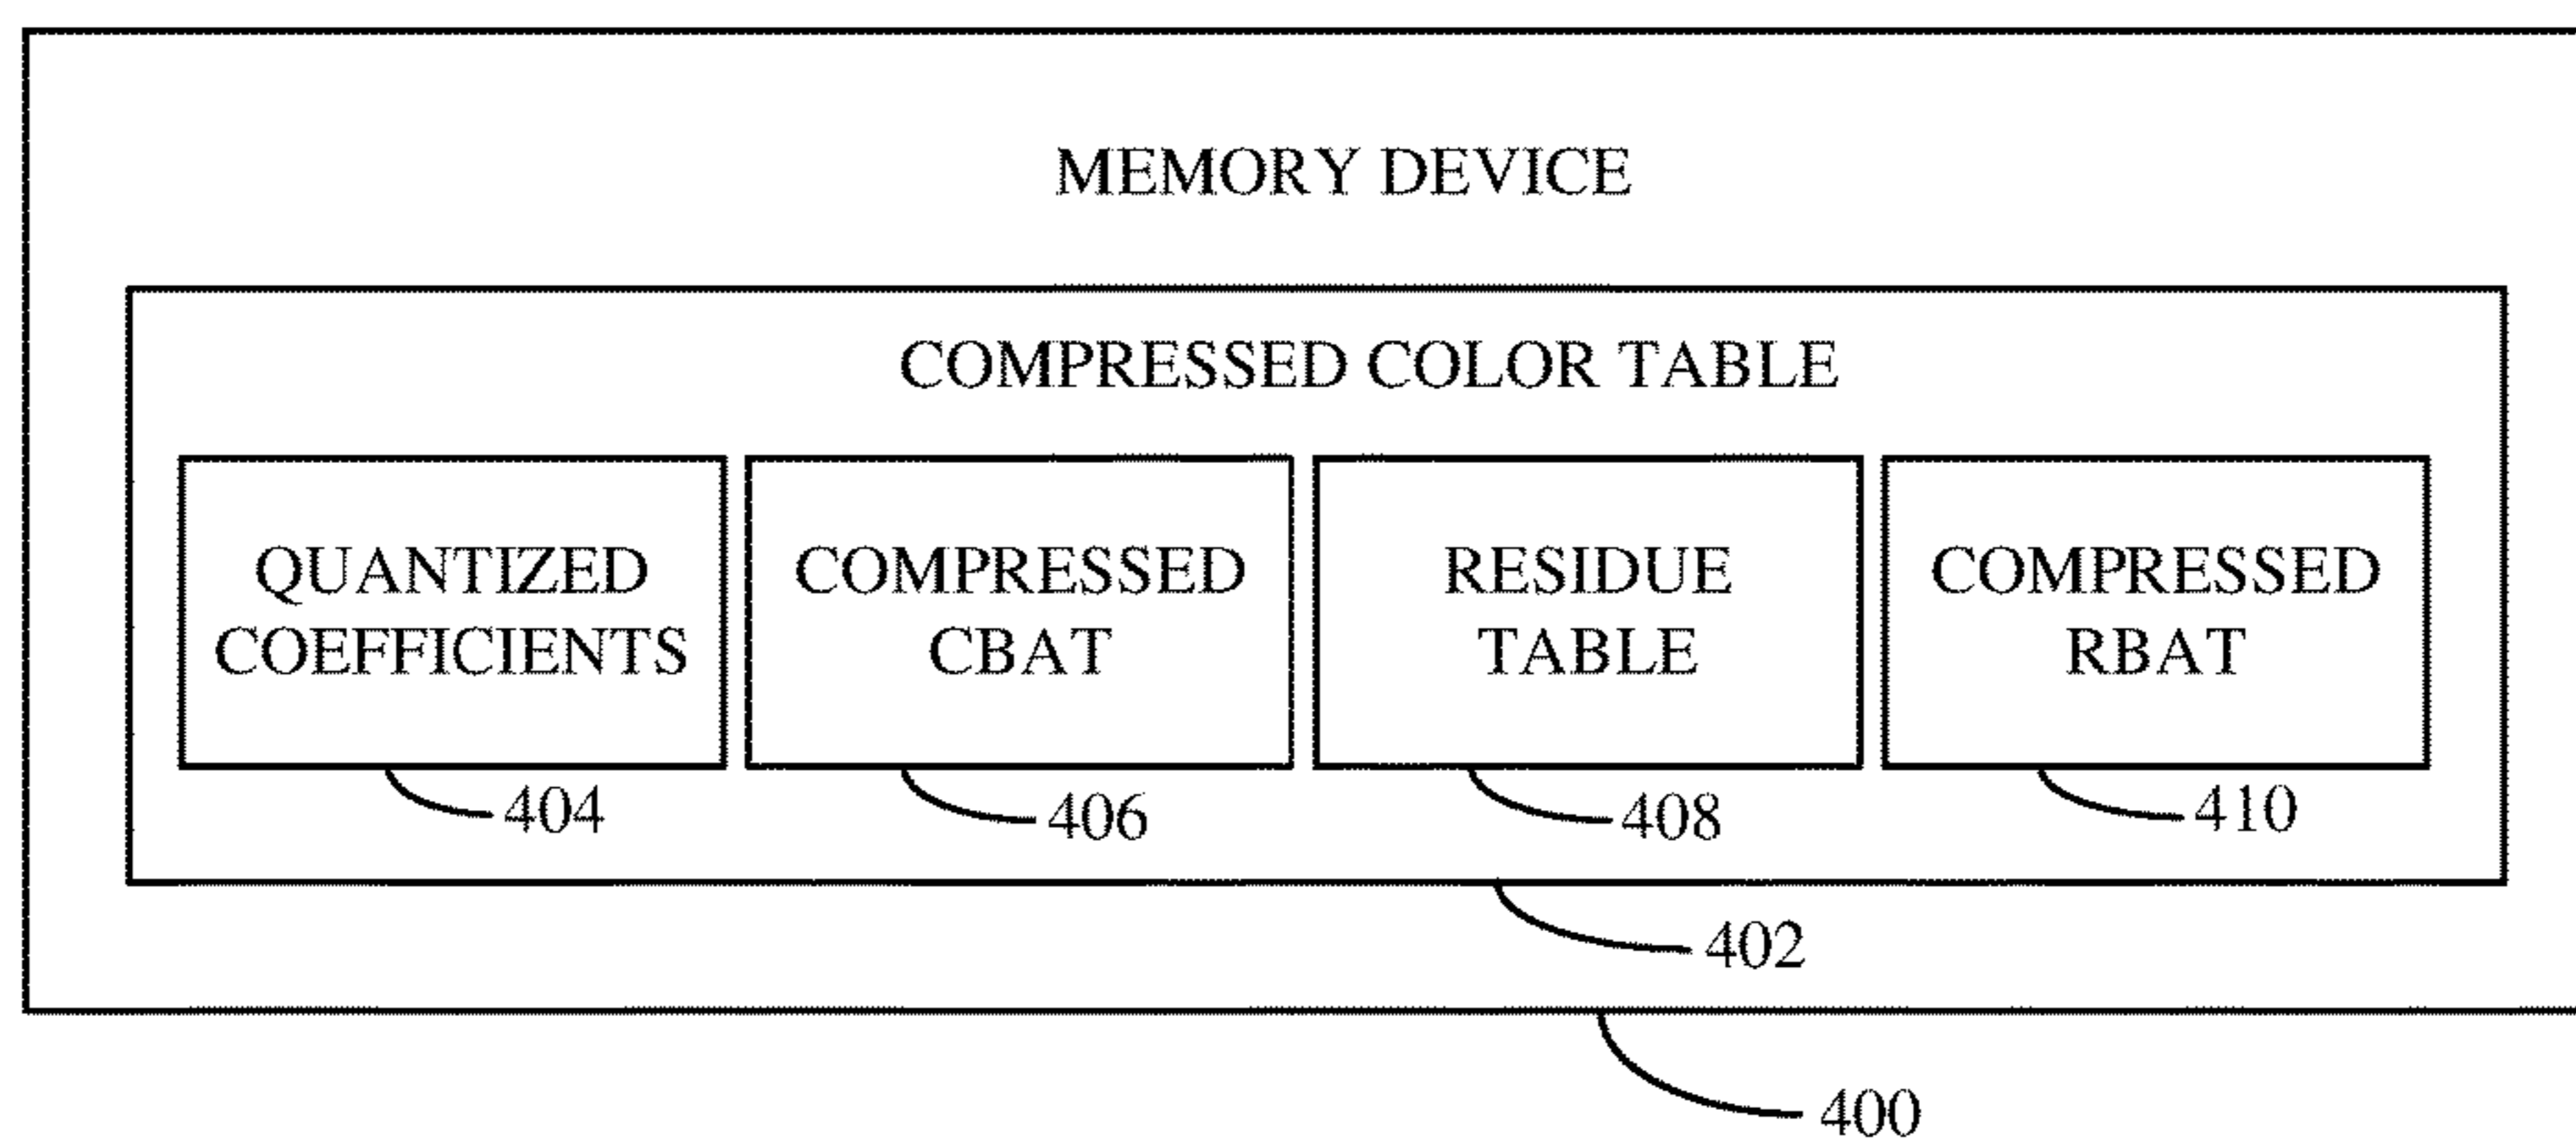 MEMORY DEVICE
COMPRESSED COLOR TABLE
QUANTIZED
COEFFICIENTS
COMPRESSED
CBAT
RESIDUE
TABLE
COMPRESSED
RBAT
404
406
408
410
402
400